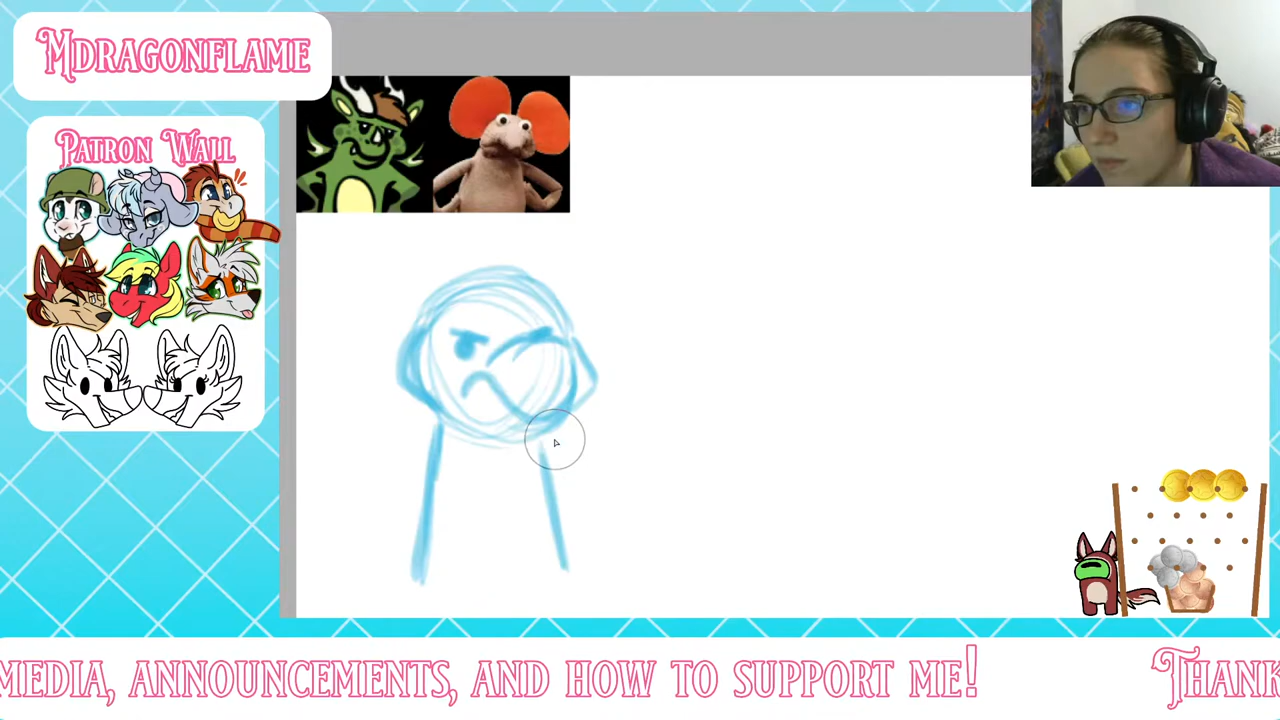 MDRAGONFLAME
PATRON WALL
MEDIA, ANNOUNCEMENTS, AND HOW TO SUPPORT ME!
THANK